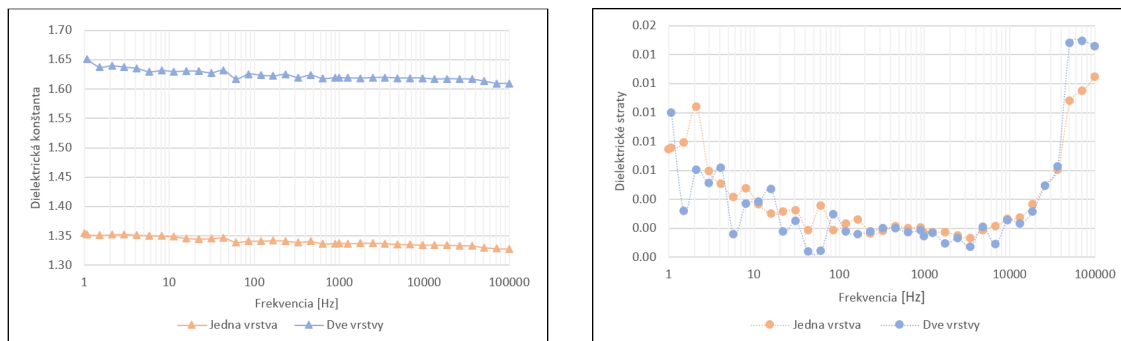 1.70
1.65
1.60
1.55
1.50
1.45
1.40
1.35
1.30
Dielektrická konštanta
1 10 100 1000 10000 100000
Frekvencia [Hz]
Jedna vrstva Dve vrstvy
0.02
0.01
0.01
0.01
0.01
0.01
0.00
0.00
0.00
Dielektrické straty
1 10 100 1000 10000 100000
Frekvencia [Hz]
Jedna vrstva Dve vrstvy